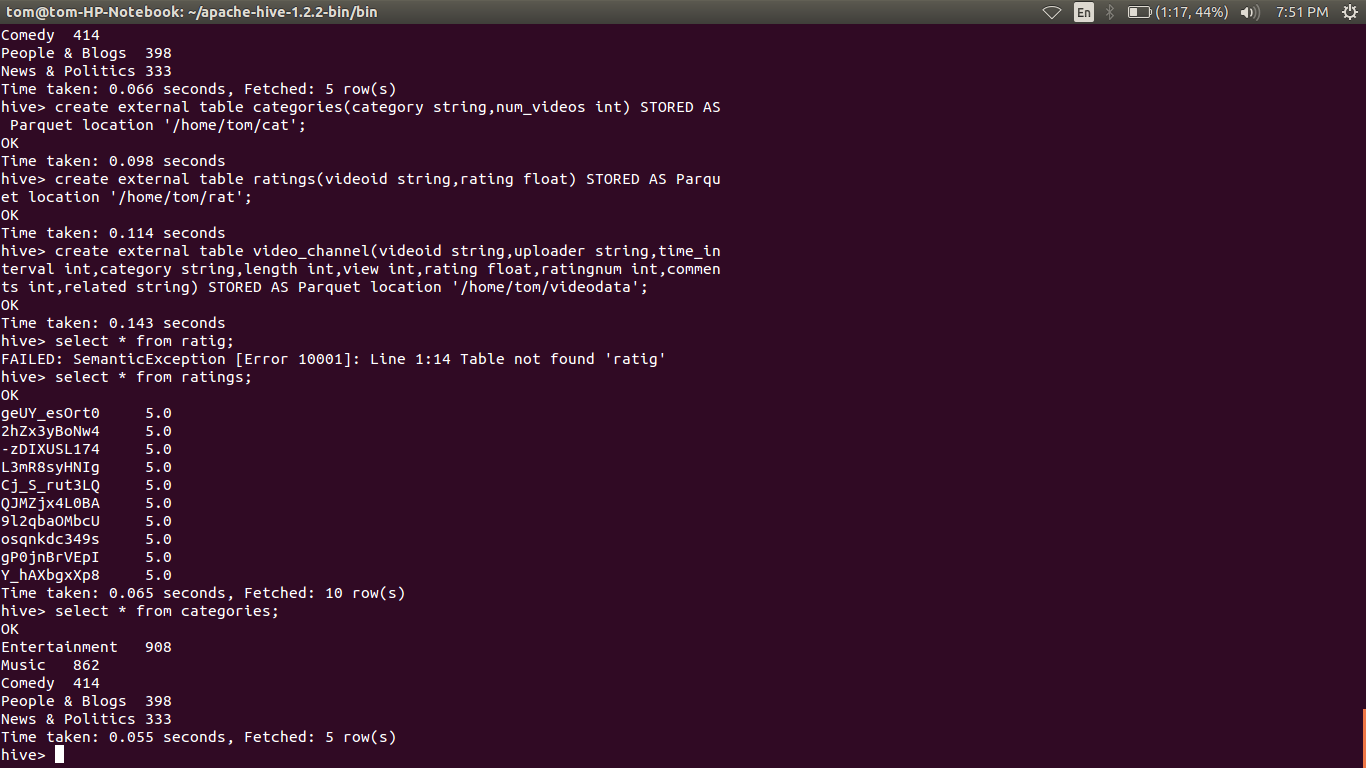 tom@tom-HP-Notebook: ~/apache-hive-1.2.2-bin/bin En (1:17, 44%) 7:51 PM
Comedy  414
People & Blogs  398
News & Politics 333
Time taken: 0.066 seconds, Fetched: 5 row(s)
hive> create external table categories(category string,num_videos int) STORED AS
 Parquet location '/home/tom/cat';
OK
Time taken: 0.098 seconds
hive> create external table ratings(videoid string,rating float) STORED AS Parqu
et location '/home/tom/rat';
OK
Time taken: 0.114 seconds
hive> create external table video_channel(videoid string,uploader string,time_in
terval int,category string,length int,view int,rating float,ratingnum int,commen
ts int,related string) STORED AS Parquet location '/home/tom/videodata';
OK
Time taken: 0.143 seconds
hive> select * from ratig;
FAILED: SemanticException [Error 10001]: Line 1:14 Table not found 'ratig'
hive> select * from ratings;
OK
geUY_esOrt0     5.0
2hZx3yBoNw4     5.0
-zDIXUSL174     5.0
L3mR8syHNIg     5.0
Cj_S_rut3LQ     5.0
QJMZjx4L0BA     5.0
9l2qbaOMbcU     5.0
osqnkdc349s     5.0
gP0jnBrVEpI     5.0
Y_hAXbgxXp8     5.0
Time taken: 0.065 seconds, Fetched: 10 row(s)
hive> select * from categories;
OK
Entertainment   908
Music   862
Comedy  414
People & Blogs  398
News & Politics 333
Time taken: 0.055 seconds, Fetched: 5 row(s)
hive>